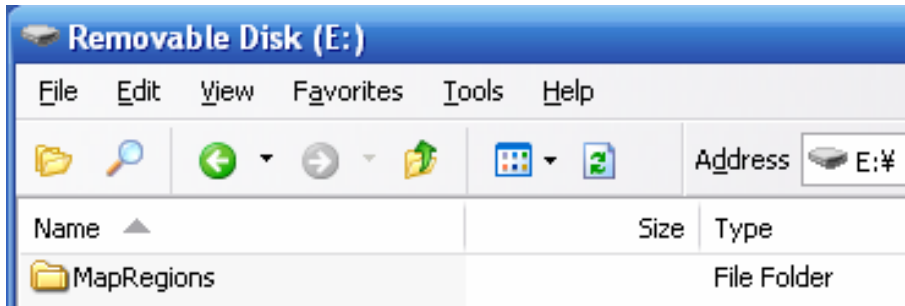 Removable Disk (E:)
File Edit View Favorites Tools Help
Address E:¥
Name Size Type
MapRegions File Folder